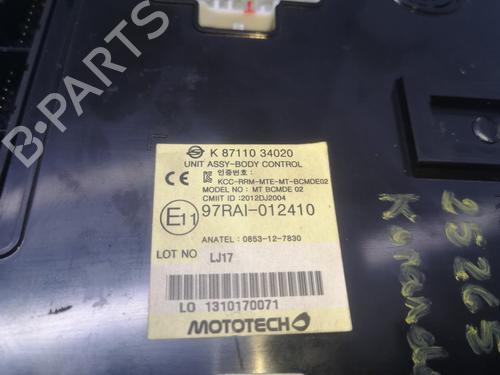 K 87110 34020
UNIT ASSY-BODY CONTROL
인증번호 :
KCC-RRM-MTE-MT-BCMDE02
MODEL NO : MT BCMDE 02
CMIIT ID : 2012DJ2004
E11 97RAI-012410
ANATEL : 0853-12-7830
LOT NO LJ17
LO 1310170071
MOTOTECH
B-PARTS